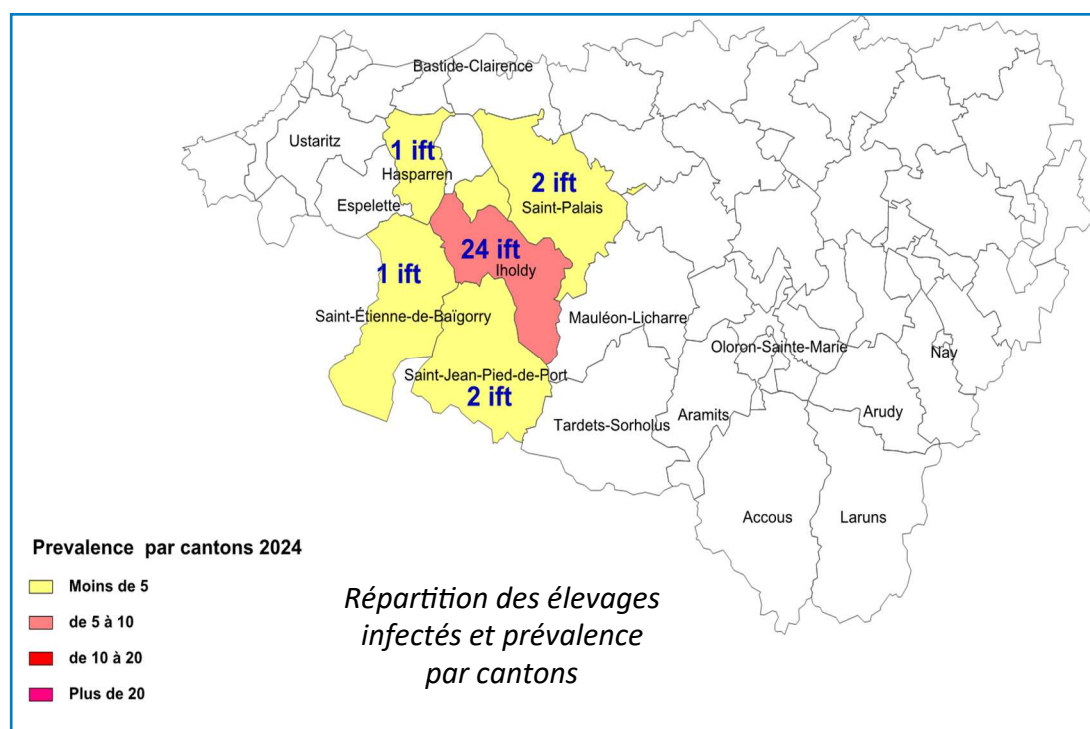 Bastide-Clairence
Ustaritz
1 ift
Hasparren
2 ift
Saint-Palais
Espelette
24 ift
Iholdy
1 ift
Saint-Étienne-de-Baïgorry
Mauléon-Licharre
Oloron-Sainte-Marie
Nay
Saint-Jean-Pied-de-Port
2 ift
Tardets-Sorholus
Aramits
Arudy
Accous
Laruns
Prevalence par cantons 2024
Moins de 5
de 5 à 10
de 10 à 20
Plus de 20
Répartition des élevages
infectés et prévalence
par cantons